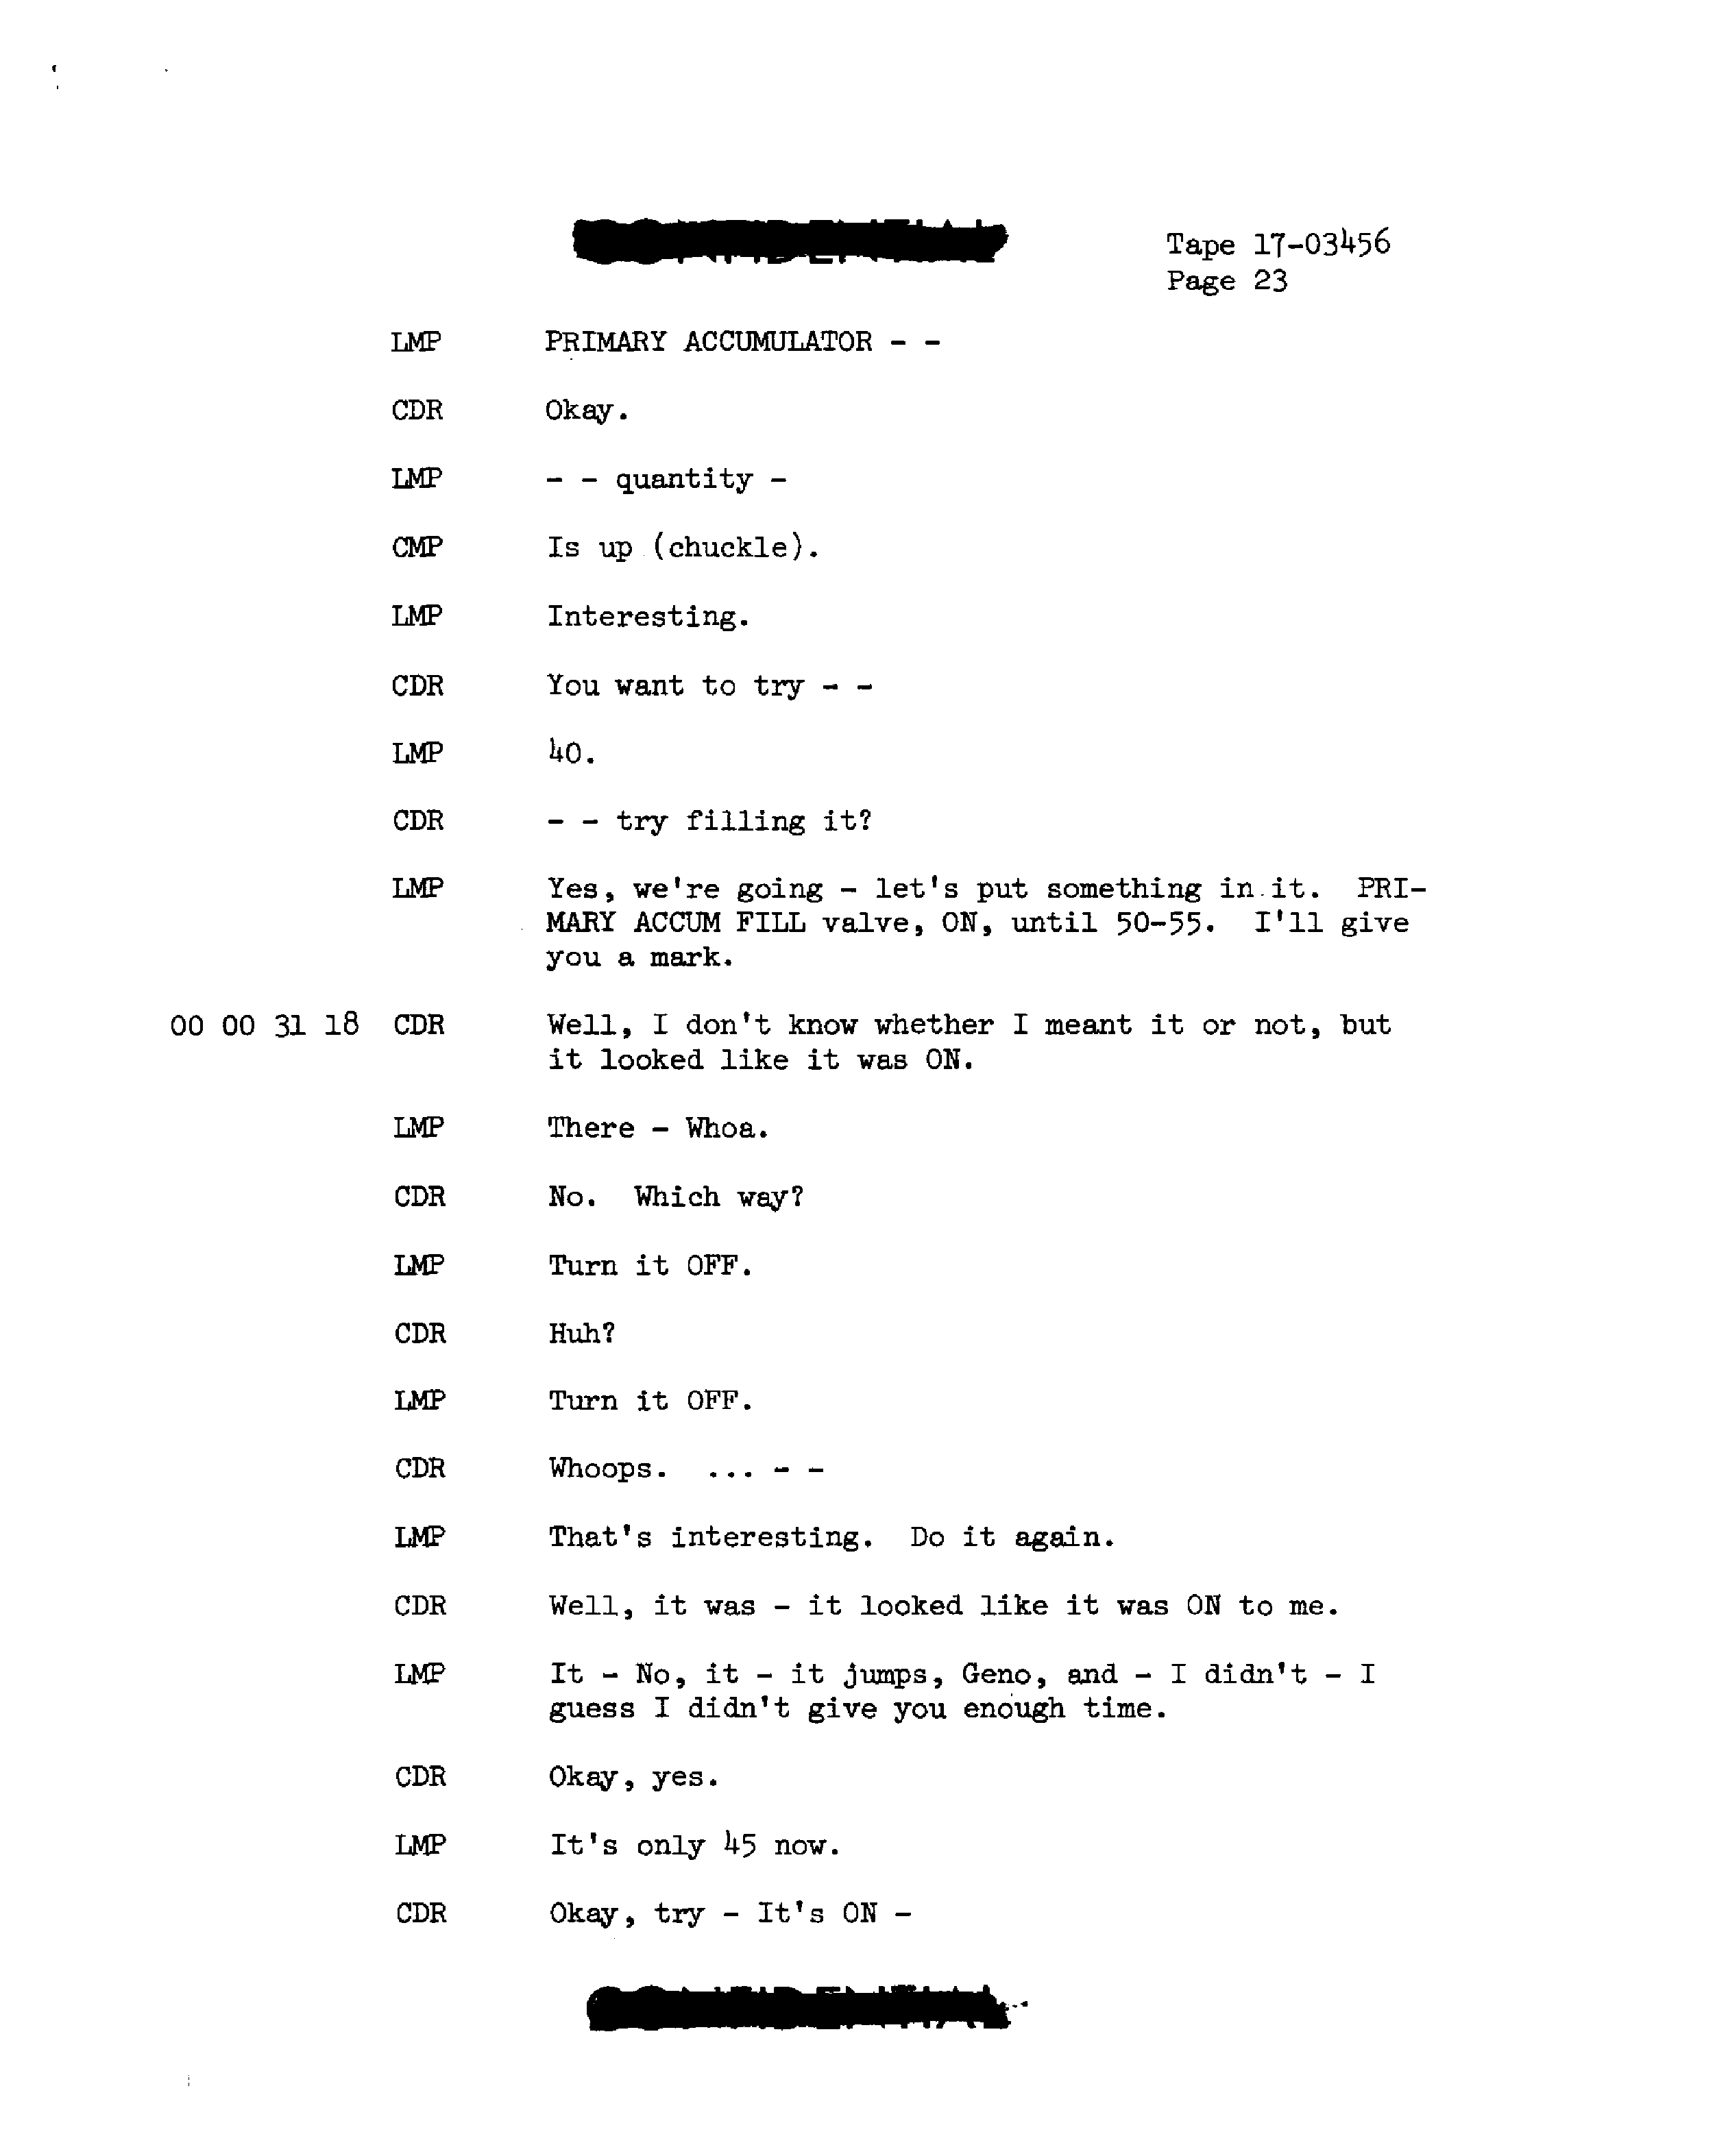 Tape 17-03456
Page 23
LMP PRIMARY ACCUMULATOR - -
CDR Okay.
LMP - - quantity -
CMP Is up (chuckle).
LMP Interesting.
CDR You want to try - -
LMP 40.
CDR - - try filling it?
LMP Yes, we're going - let's put something in it. PRI-
MARY ACCUM FILL valve, ON, until 50-55. I'll give
you a mark.
00 00 31 18 CDR Well, I don't know whether I meant it or not, but
it looked like it was ON.
LMP There - Whoa.
CDR No. Which way?
LMP Turn it OFF.
CDR Huh?
LMP Turn it OFF.
CDR Whoops. ... - -
LMP That's interesting. Do it again.
CDR Well, it was - it looked like it was ON to me.
LMP It - No, it - it jumps, Geno, and - I didn't - I
guess I didn't give you enough time.
CDR Okay, yes.
LMP It's only 45 now.
CDR Okay, try - It's ON -